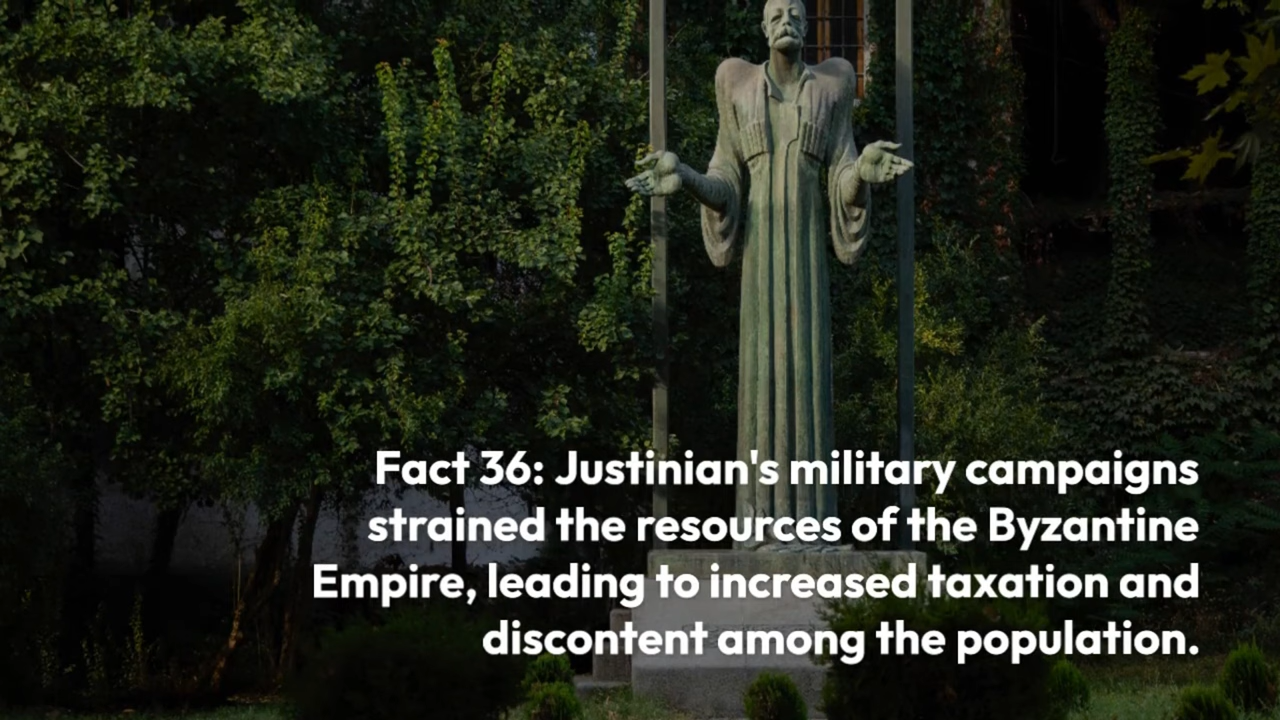 Fact 36: Justinian's military campaigns
strained the resources of the Byzantine
Empire, leading to increased taxation and
discontent among the population.